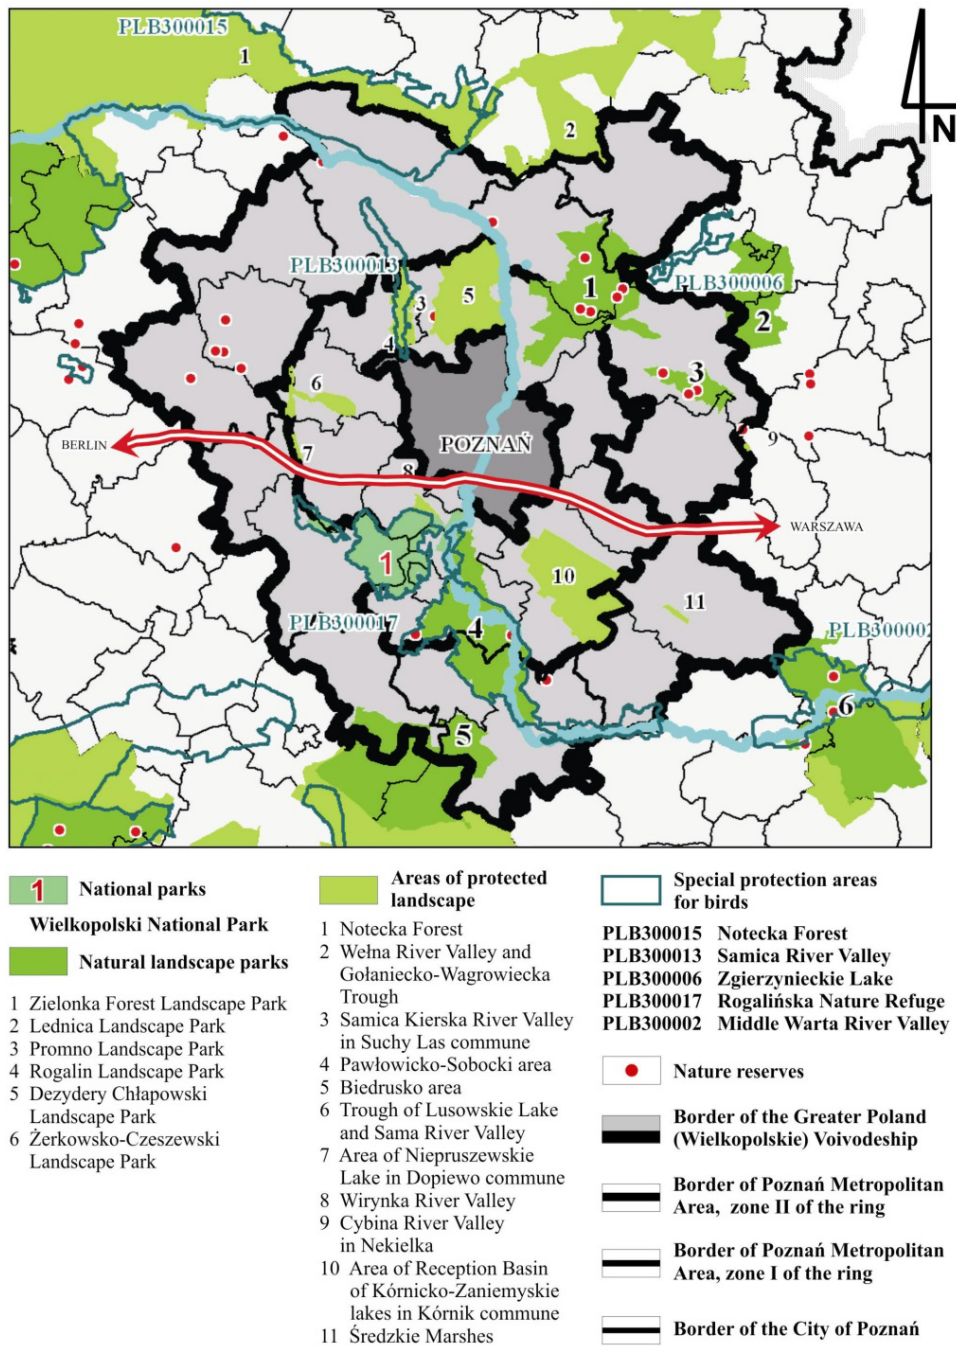 PLB300015
1
2
N
PLB300013
PLB300006
1
2
3
5
4
3
6
9
BERLIN
POZNAŃ
7
8
WARSZAWA
1
10
11
PLB300017
4
PLB300002
6
5
1 National parks
Wielkopolski National Park
Natural landscape parks
1 Zielonka Forest Landscape Park
2 Lednica Landscape Park
3 Promno Landscape Park
4 Rogalin Landscape Park
5 Dezydery Chłapowski
Landscape Park
6 Żerkowsko-Czeszewski
Landscape Park
Areas of protected
landscape
1 Notecka Forest
2 Wełna River Valley and
Gołaniecko-Wagrowiecka
Trough
3 Samica Kierska River Valley
in Suchy Las commune
4 Pawłowicko-Sobocki area
5 Biedrusko area
6 Trough of Lusowskie Lake
and Sama River Valley
7 Area of Niepruszewskie
Lake in Dopiewo commune
8 Wirynka River Valley
9 Cybina River Valley
in Nekielka
10 Area of Reception Basin
of Kórnicko-Zaniemyskie
lakes in Kórnik commune
11 Średzkie Marshes
Special protection areas
for birds
PLB300015 Notecka Forest
PLB300013 Samica River Valley
PLB300006 Zgierzynieckie Lake
PLB300017 Rogalińska Nature Refuge
PLB300002 Middle Warta River Valley
Nature reserves
Border of the Greater Poland
(Wielkopolskie) Voivodeship
Border of Poznań Metropolitan
Area, zone II of the ring
Border of Poznań Metropolitan
Area, zone I of the ring
Border of the City of Poznań